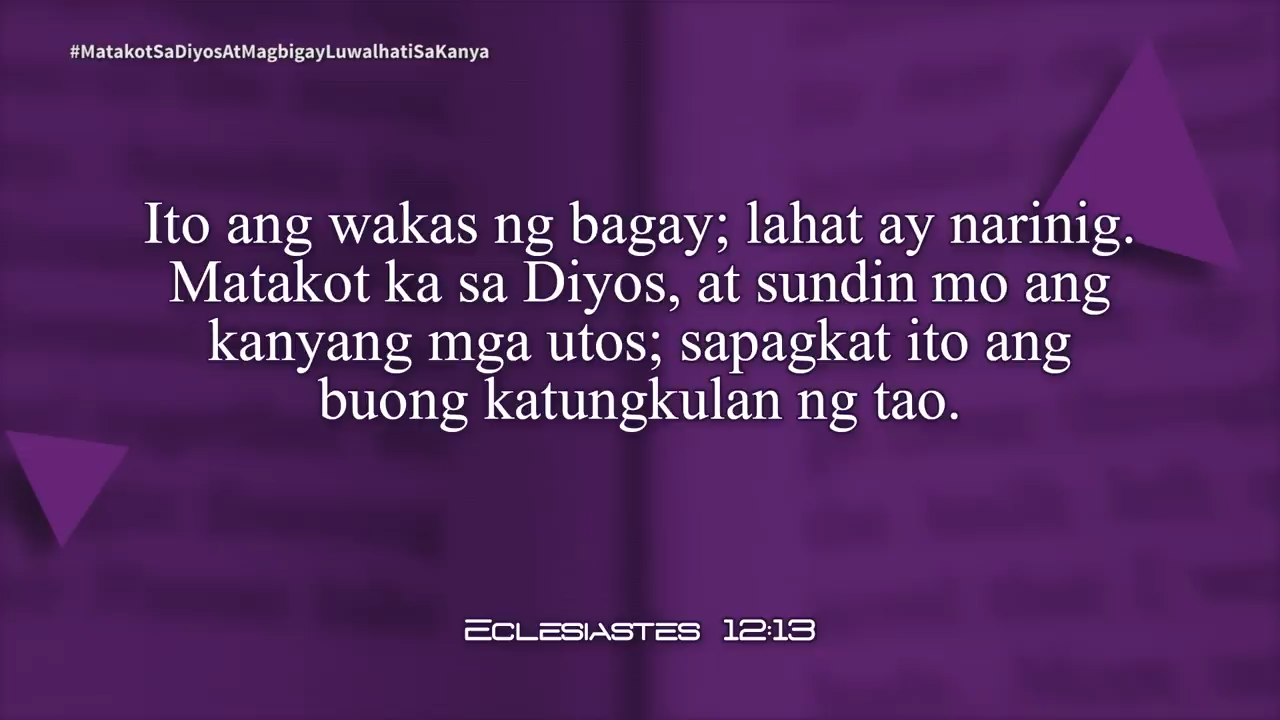 #MatakotSaDiyosAtMagbigayLuwalhatiSaKanya
Ito ang wakas ng bagay; lahat ay narinig.
Matakot ka sa Diyos, at sundin mo ang
kanyang mga utos; sapagkat ito ang
buong katungkulan ng tao.
Eclesiastes 12:13